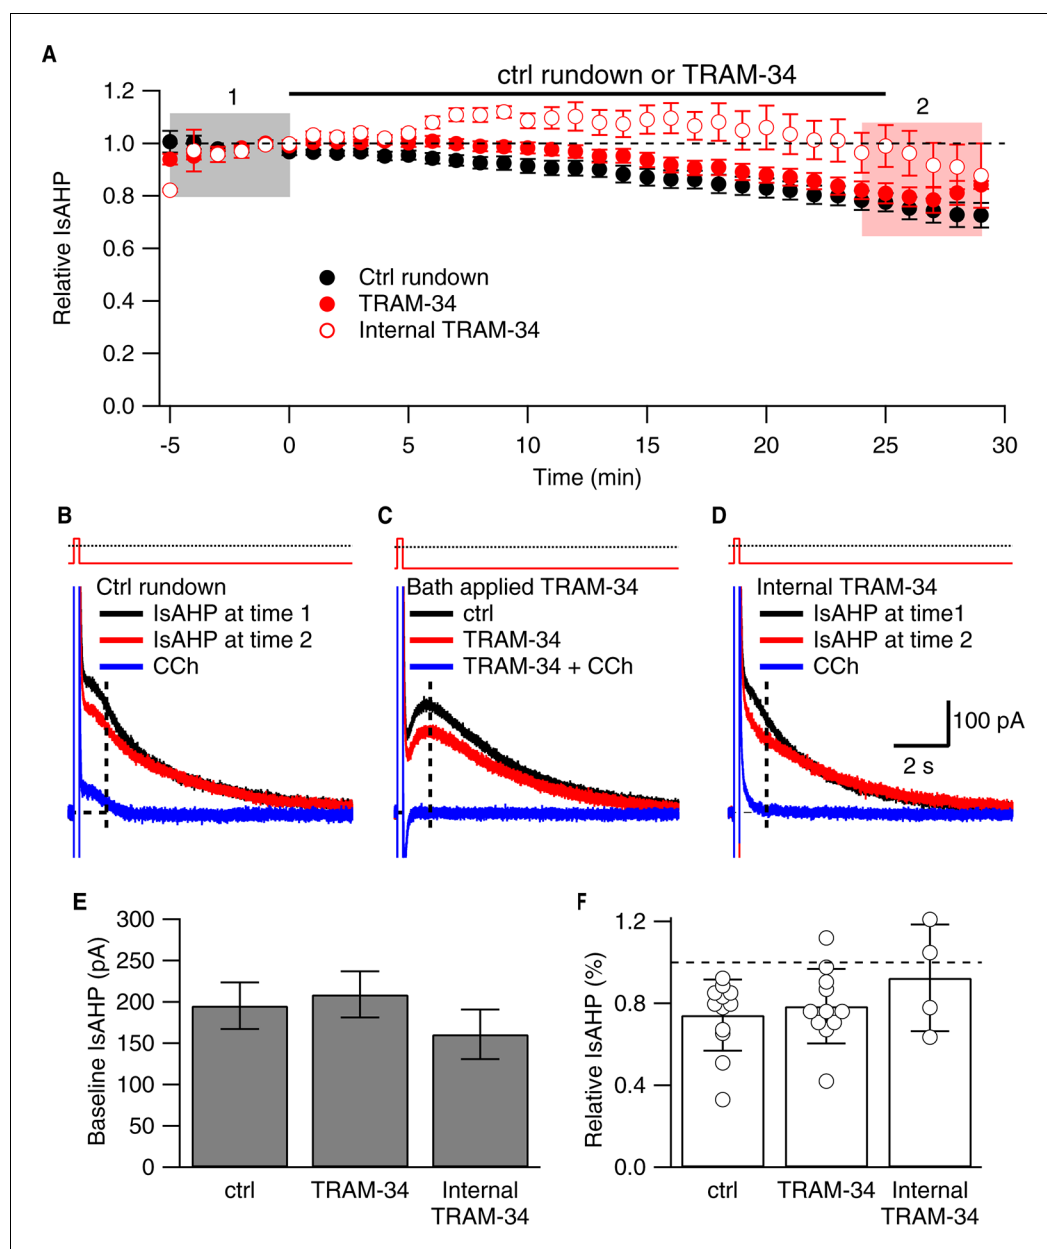 A
ctrl rundown or TRAM-34
1
2
1.2
1.0
0.8
0.6
0.4
0.2
0.0
Relative IsAHP
Ctrl rundown
TRAM-34
Internal TRAM-34
-5 0 5 10 15 20 25 30
Time (min)
B
Ctrl rundown
IsAHP at time 1
IsAHP at time 2
CCh
C
Bath applied TRAM-34
ctrl
TRAM-34
TRAM-34 + CCh
D
Internal TRAM-34
IsAHP at time1
IsAHP at time 2
CCh
100 pA
2 s
E
300
250
200
150
100
50
0
Baseline IsAHP (pA)
ctrl TRAM-34 Internal
TRAM-34
F
1.2
0.8
0.4
0.0
Relative IsAHP (%)
ctrl TRAM-34 Internal
TRAM-34